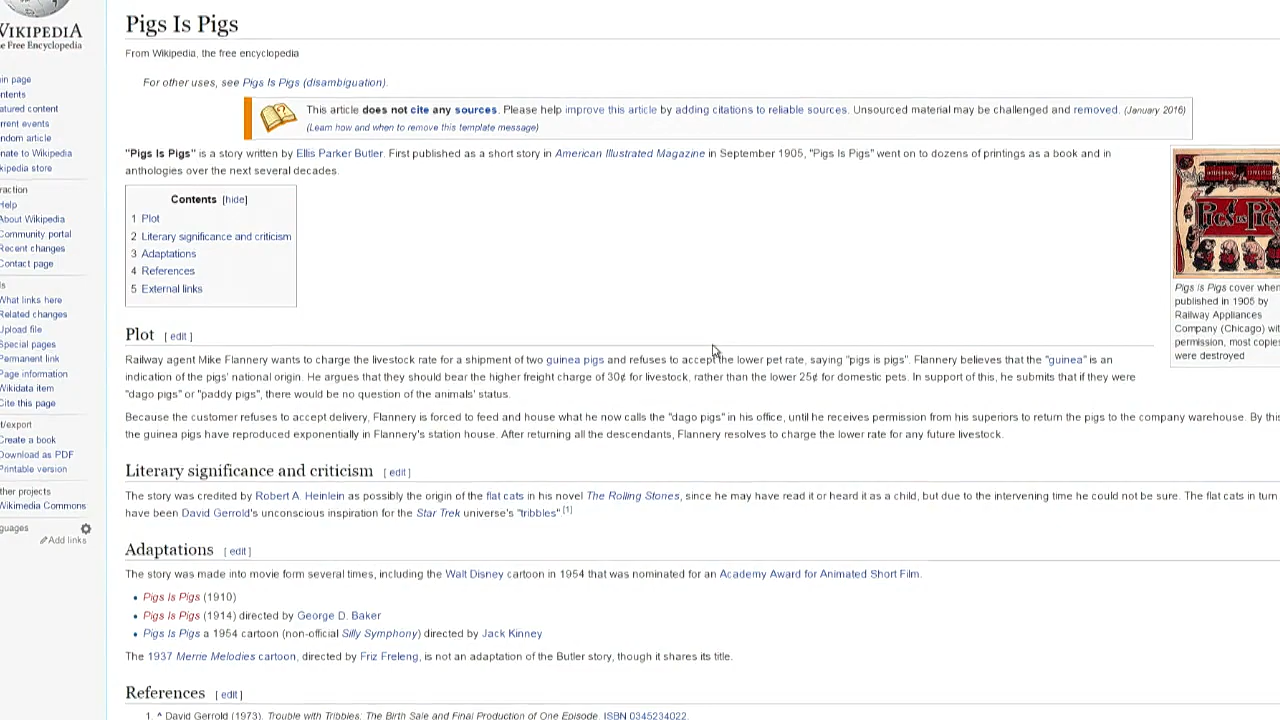 WIKIPEDIA
e Free Encyclopedia
in page
ntents
atured content
rrent events
ndom article
nate to Wikipedia
kipedia store
raction
Help
About Wikipedia
Community portal
Recent changes
Contact page
s
What links here
Related changes
Upload file
Special pages
Permanent link
Page information
Wikidata item
Cite this page
t/export
Create a book
Download as PDF
Printable version
ther projects
Wikimedia Commons
guages
Add links
Pigs Is Pigs
From Wikipedia, the free encyclopedia
For other uses, see Pigs Is Pigs (disambiguation).
This article does not cite any sources. Please help improve this article by adding citations to reliable sources. Unsourced material may be challenged and removed. (January 2016)
(Learn how and when to remove this template message)
"Pigs Is Pigs" is a story written by Ellis Parker Butler. First published as a short story in American Illustrated Magazine in September 1905, "Pigs Is Pigs" went on to dozens of printings as a book and in
anthologies over the next several decades.
Contents [hide]
1 Plot
2 Literary significance and criticism
3 Adaptations
4 References
5 External links
PIGS IS PIGS
Pigs is Pigs cover when
published in 1905 by
Railway Appliances
Company (Chicago) wit
permission, most copies
were destroyed
Plot [ edit ]
Railway agent Mike Flannery wants to charge the livestock rate for a shipment of two guinea pigs and refuses to accept the lower pet rate, saying "pigs is pigs". Flannery believes that the "guinea" is an
indication of the pigs' national origin. He argues that they should bear the higher freight charge of 30¢ for livestock, rather than the lower 25¢ for domestic pets. In support of this, he submits that if they were
"dago pigs" or "paddy pigs", there would be no question of the animals' status.
Because the customer refuses to accept delivery, Flannery is forced to feed and house what he now calls the "dago pigs" in his office, until he receives permission from his superiors to return the pigs to the company warehouse. By this
the guinea pigs have reproduced exponentially in Flannery's station house. After returning all the descendants, Flannery resolves to charge the lower rate for any future livestock.
Literary significance and criticism [ edit ]
The story was credited by Robert A. Heinlein as possibly the origin of the flat cats in his novel The Rolling Stones, since he may have read it or heard it as a child, but due to the intervening time he could not be sure. The flat cats in turn
have been David Gerrold's unconscious inspiration for the Star Trek universe's "tribbles".[1]
Adaptations [ edit ]
The story was made into movie form several times, including the Walt Disney cartoon in 1954 that was nominated for an Academy Award for Animated Short Film.
• Pigs Is Pigs (1910)
• Pigs Is Pigs (1914) directed by George D. Baker
• Pigs Is Pigs a 1954 cartoon (non-official Silly Symphony) directed by Jack Kinney
The 1937 Merrie Melodies cartoon, directed by Friz Freleng, is not an adaptation of the Butler story, though it shares its title.
References [ edit ]
1. ^ David Gerrold (1973). Trouble with Tribbles: The Birth Sale and Final Production of One Episode. ISBN 0345234022.